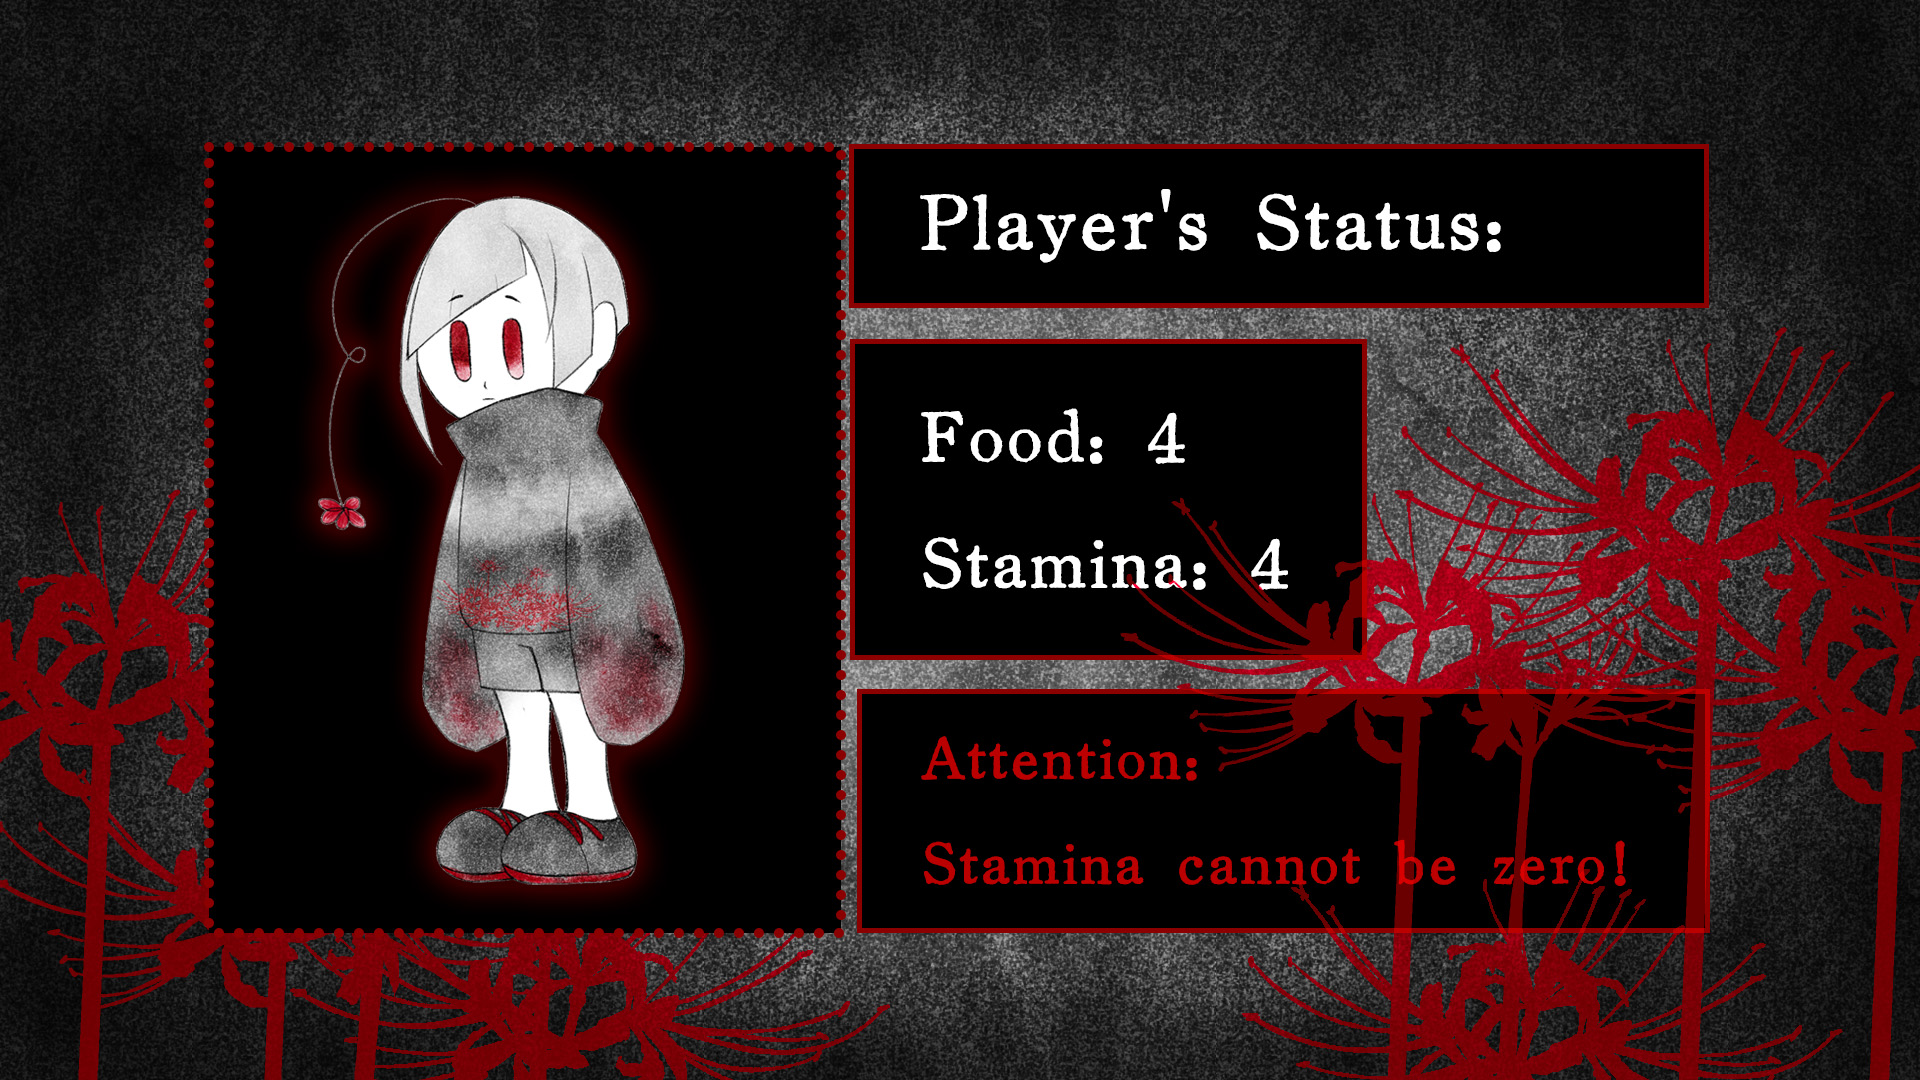 Player's Status:
Food: 4
Stamina: 4
Attention:
Stamina cannot be zero!